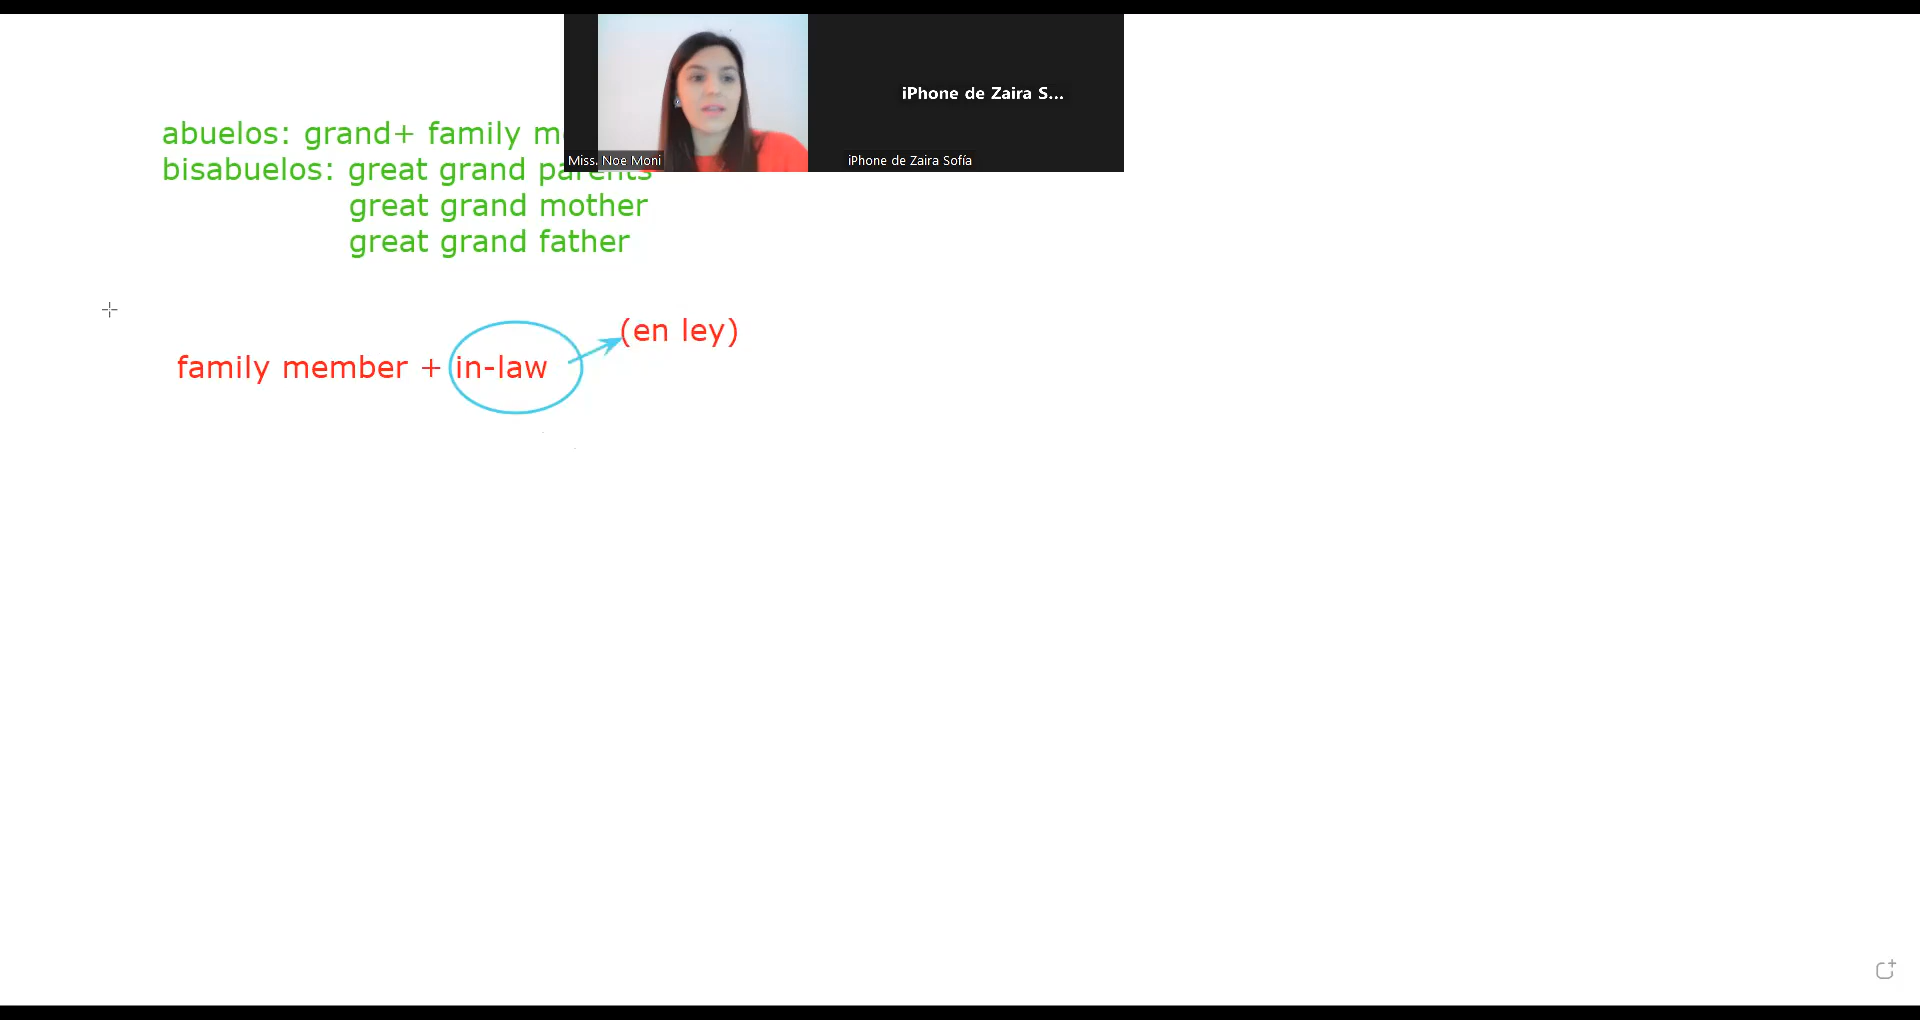 iPhone de Zaira S...
Miss. Noe Moni
iPhone de Zaira Sofía
abuelos: grand+ family
bisabuelos: great grand parents
great grand mother
great grand father
(en ley)
family member + in-law